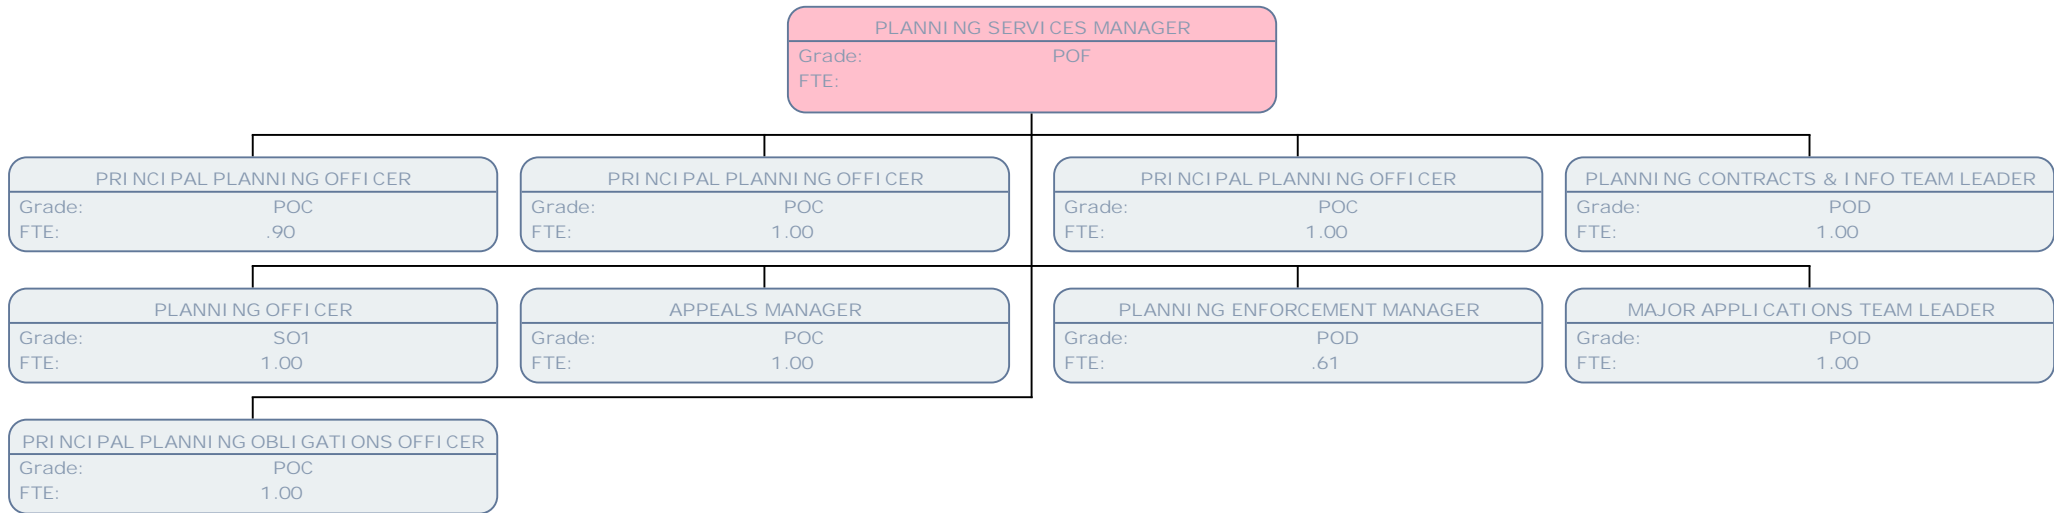 PLANNING SERVICES MANAGER
Grade: POF
FTE:
PRINCIPAL PLANNING OFFICER
Grade: POC
FTE: .90
PRINCIPAL PLANNING OFFICER
Grade: POC
FTE: 1.00
PRINCIPAL PLANNING OFFICER
Grade: POC
FTE: 1.00
PLANNING CONTRACTS & INFO TEAM LEADER
Grade: POD
FTE: 1.00
PLANNING OFFICER
Grade: SO1
FTE: 1.00
APPEALS MANAGER
Grade: POC
FTE: 1.00
PLANNING ENFORCEMENT MANAGER
Grade: POD
FTE: .61
MAJOR APPLICATIONS TEAM LEADER
Grade: POD
FTE: 1.00
PRINCIPAL PLANNING OBLIGATIONS OFFICER
Grade: POC
FTE: 1.00